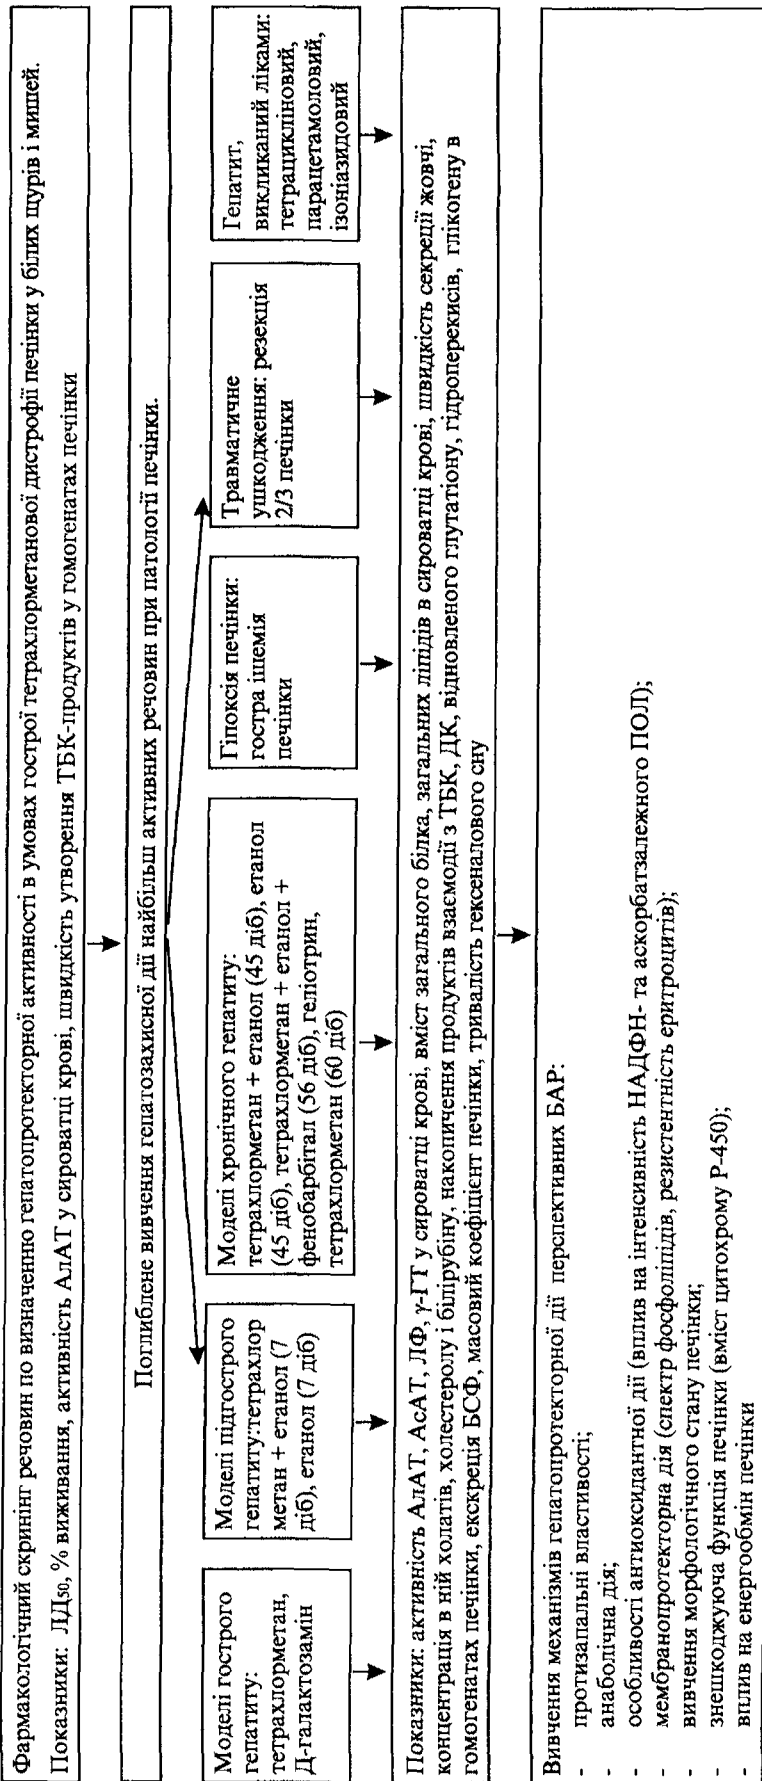 Фармакологічний скринінг речовин по визначенню гепатопротекторної активності в умовах гострої тетрахлорметанової дистрофії печінки у білих щурів і мишей.
Показники: ЛД50, % виживання, активність АлАТ у сироватці крові, швидкість утворення ТБК-продуктів у гомогенатах печінки
Поглиблене вивчення гепатозахисної дії найбільш активних речовин при патології печінки.
Моделі гострого
гепатиту:
тетрахлорметан,
Д-галактозамін
Моделі підгострого
гепатиту:тетрахлор
метан + етанол (7
діб), етанол (7 діб)
Моделі хронічного гепатиту:
тетрахлорметан + етанол (45 діб), етанол
(45 діб), тетрахлорметан + етанол +
фенобарбітал (56 діб), геліотрин,
тетрахлорметан (60 діб)
Гіпоксія печінки:
гостра ішемія
печінки
Травматичне
ушкодження: резекція
2/3 печінки
Гепатит,
викликаний ліками:
тетрацикліновий,
парацетамоловий,
ізоніазидовий
Показники: активність АлАТ, АсАТ, ЛФ, γ-ГТ у сироватці крові, вміст загального білка, загальних ліпідів в сироватці крові, швидкість секреції жовчі,
концентрація в ній холатів, холестеролу і білірубіну, накопичення продуктів взаємодії з ТБК, ДК, відновленого глутатіону, гідроперекисів, глікогену в
гомогенатах печінки, екскреція БСФ, масовий коефіцієнт печінки, тривалість гексеналового сну
Вивчення механізмів гепатопротекторної дії перспективних БАР:
- протизапальні властивості;
- анаболічна дія;
- особливості антиоксидантної дії (вплив на інтенсивність НАДФН- та аскорбатзалежного ПОЛ);
- мембранопротекторна дія (спектр фосфоліпідів, резистентність еритроцитів);
- вивчення морфологічного стану печінки;
- знешкоджуюча функція печінки (вміст цитохрому Р-450);
- вплив на енергообмін печінки